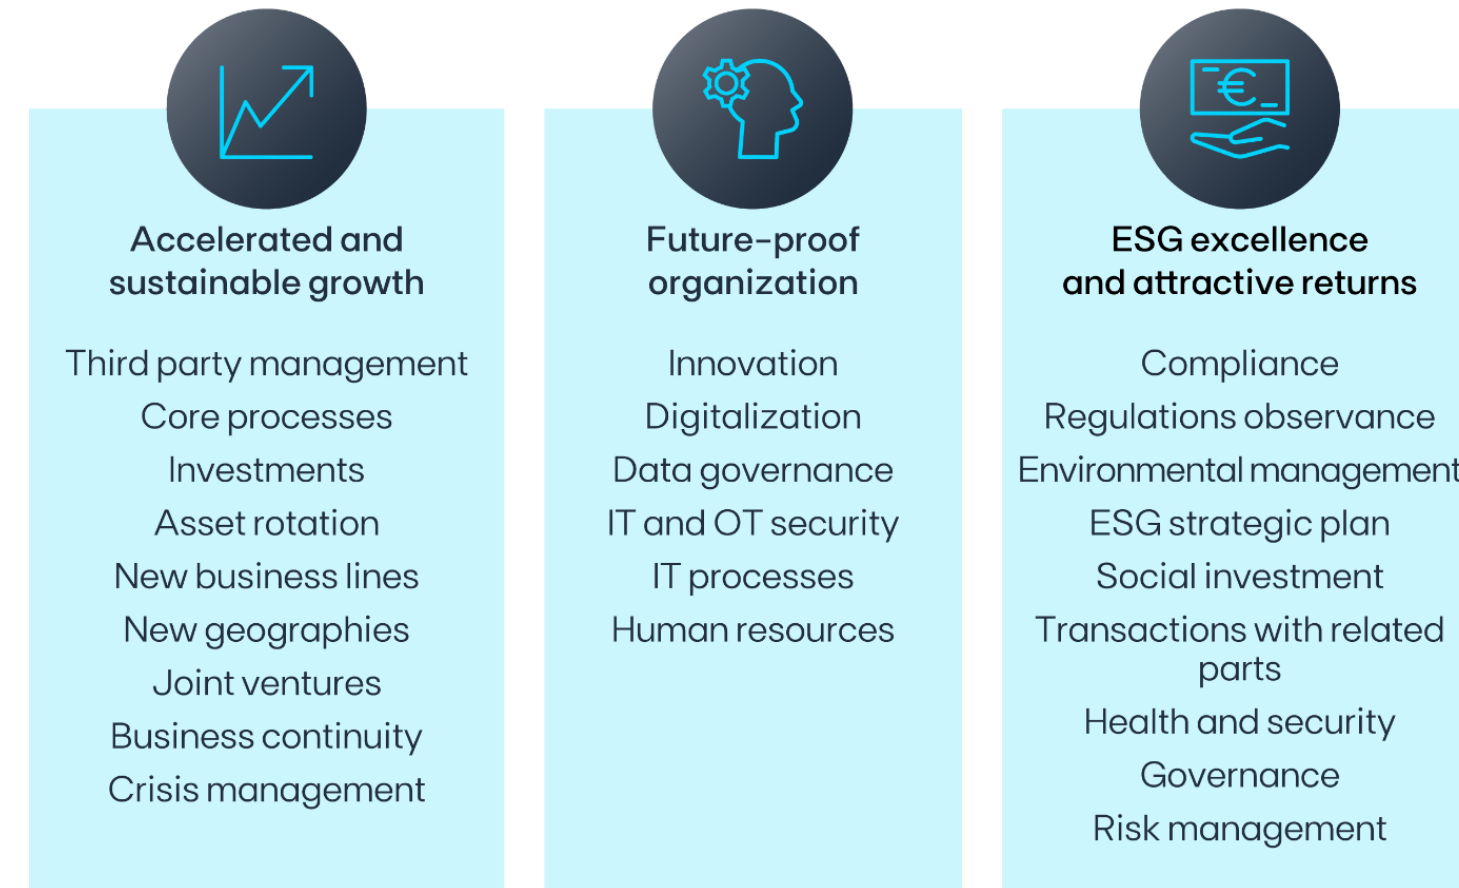 Accelerated and
sustainable growth
Third party management
Core processes
Investments
Asset rotation
New business lines
New geographies
Joint ventures
Business continuity
Crisis management
Future-proof
organization
Innovation
Digitalization
Data governance
IT and OT security
IT processes
Human resources
€
ESG excellence
and attractive returns
Compliance
Regulations observance
Environmental management
ESG strategic plan
Social investment
Transactions with related
parts
Health and security
Governance
Risk management